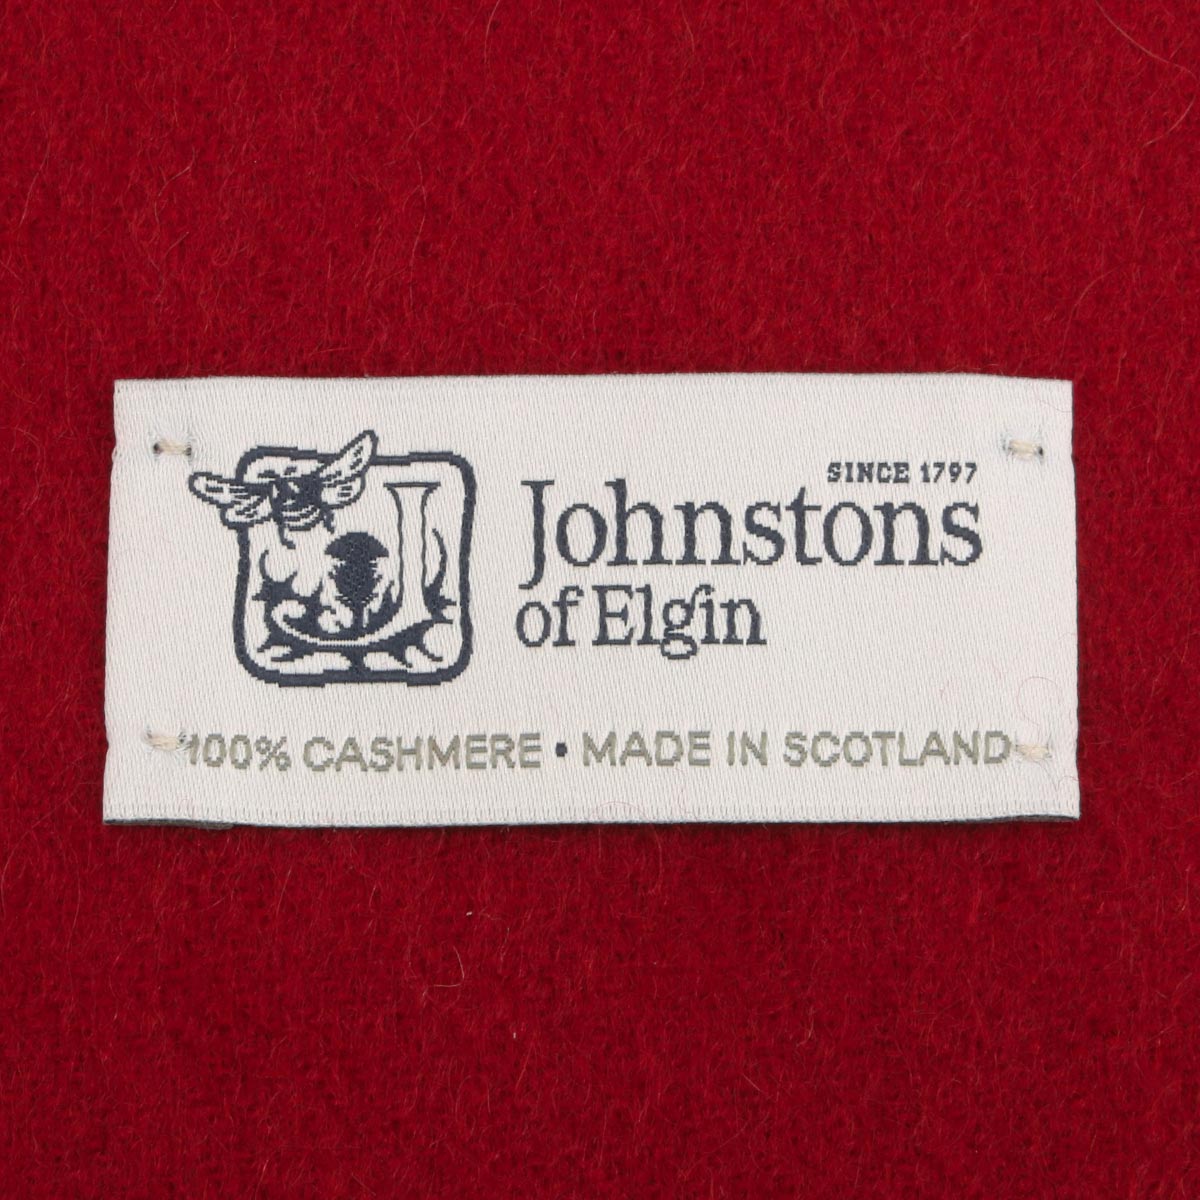 SINCE 1797
Johnstons
of Elgin
100% CASHMERE • MADE IN SCOTLAND